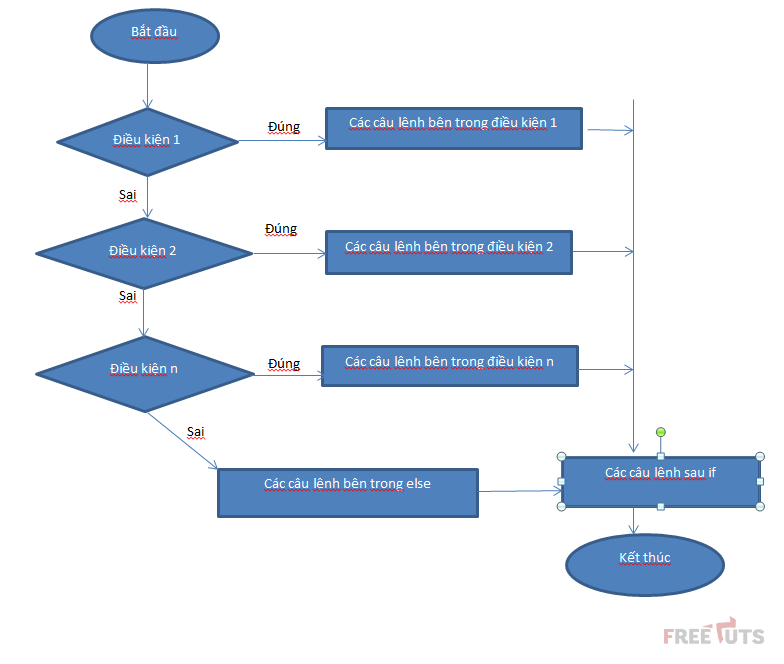 Bắt đầu
Điều kiện 1
Đúng
Các câu lệnh bên trong điều kiện 1
Sai
Điều kiện 2
Đúng
Các câu lệnh bên trong điều kiện 2
Sai
Điều kiện n
Đúng
Các câu lệnh bên trong điều kiện n
Sai
Các câu lệnh bên trong else
Các câu lệnh sau if
Kết thúc
FREETUTS